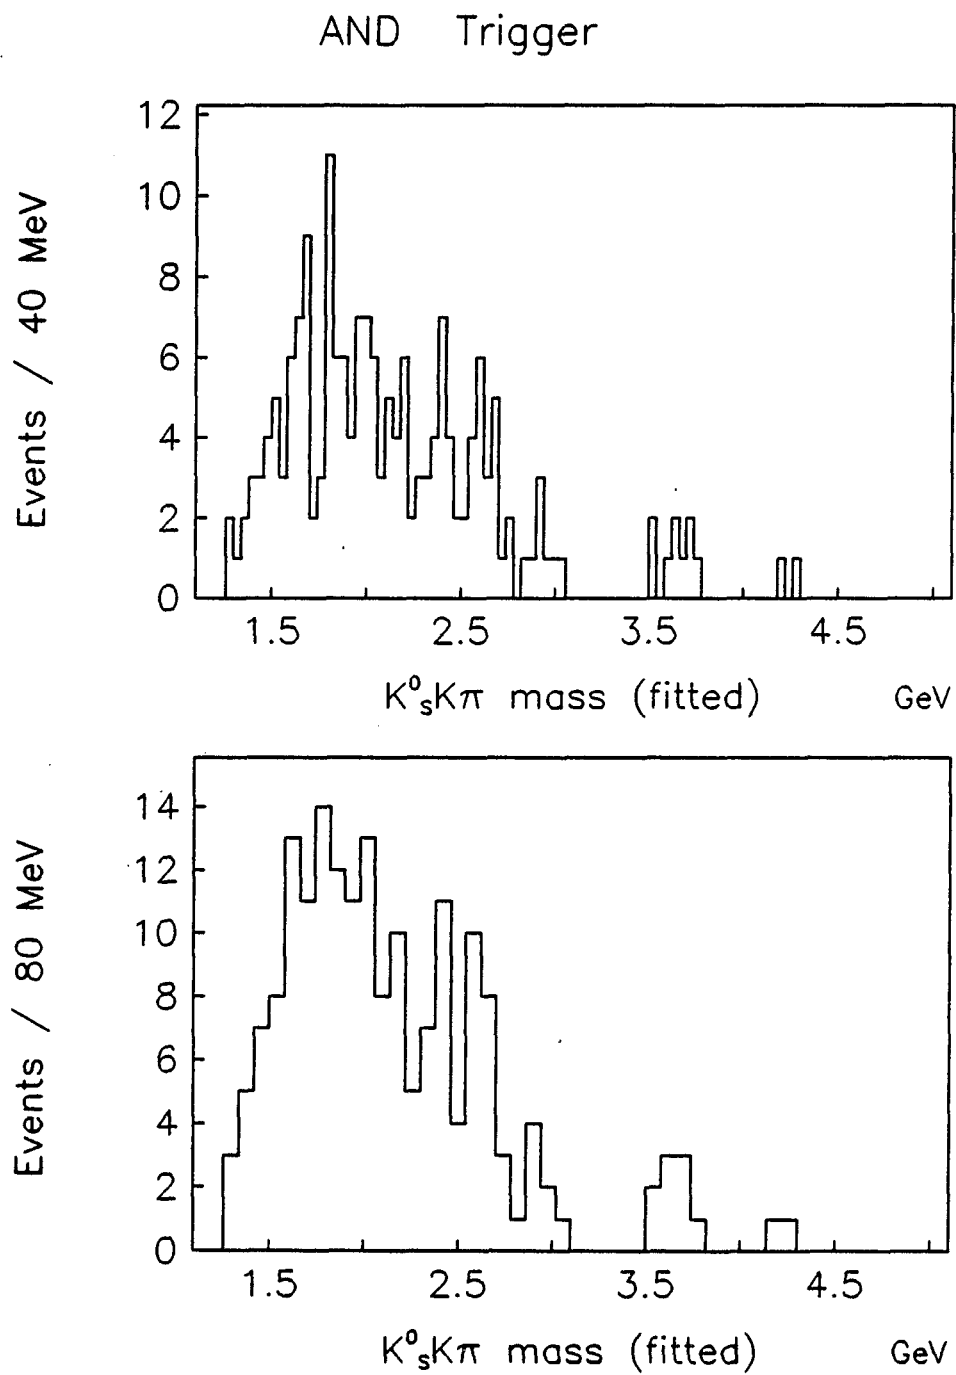 AND Trigger
12
10
8
6
4
2
0
Events / 40 MeV
1.5 2.5 3.5 4.5
K⁰ₛKπ mass (fitted) GeV
14
12
10
8
6
4
2
0
Events / 80 MeV
1.5 2.5 3.5 4.5
K⁰ₛKπ mass (fitted) GeV